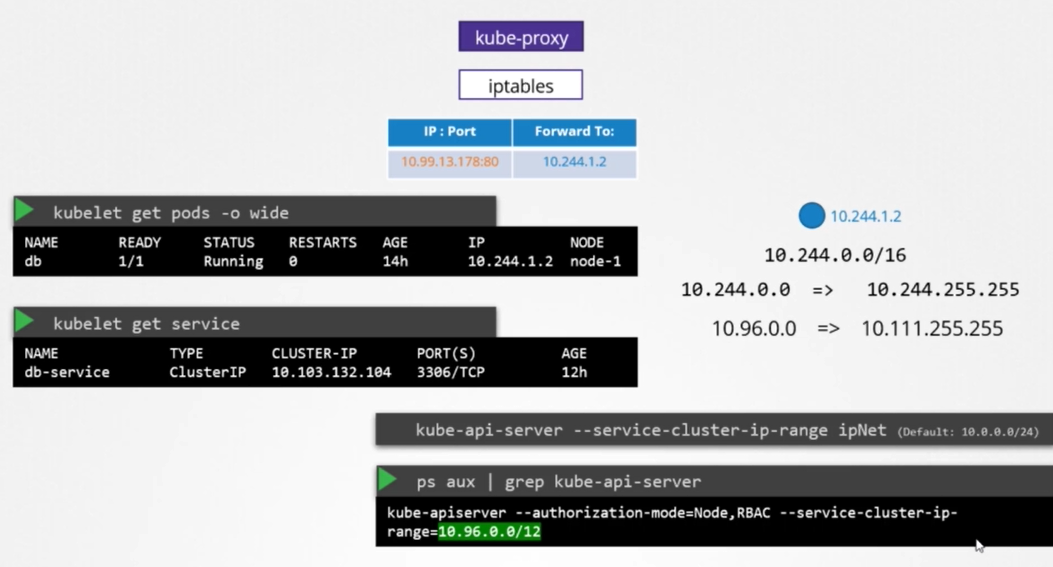 kube-proxy
iptables
IP : Port Forward To:
10.99.13.178:80 10.244.1.2
kubelet get pods -o wide
NAME READY STATUS RESTARTS AGE IP NODE
db 1/1 Running 0 14h 10.244.1.2 node-1
10.244.1.2
10.244.0.0/16
10.244.0.0 => 10.244.255.255
10.96.0.0 => 10.111.255.255
kubelet get service
NAME TYPE CLUSTER-IP PORT(S) AGE
db-service ClusterIP 10.103.132.104 3306/TCP 12h
kube-api-server --service-cluster-ip-range ipNet (Default: 10.0.0.0/24)
ps aux | grep kube-api-server
kube-apiserver --authorization-mode=Node,RBAC --service-cluster-ip-
range=10.96.0.0/12